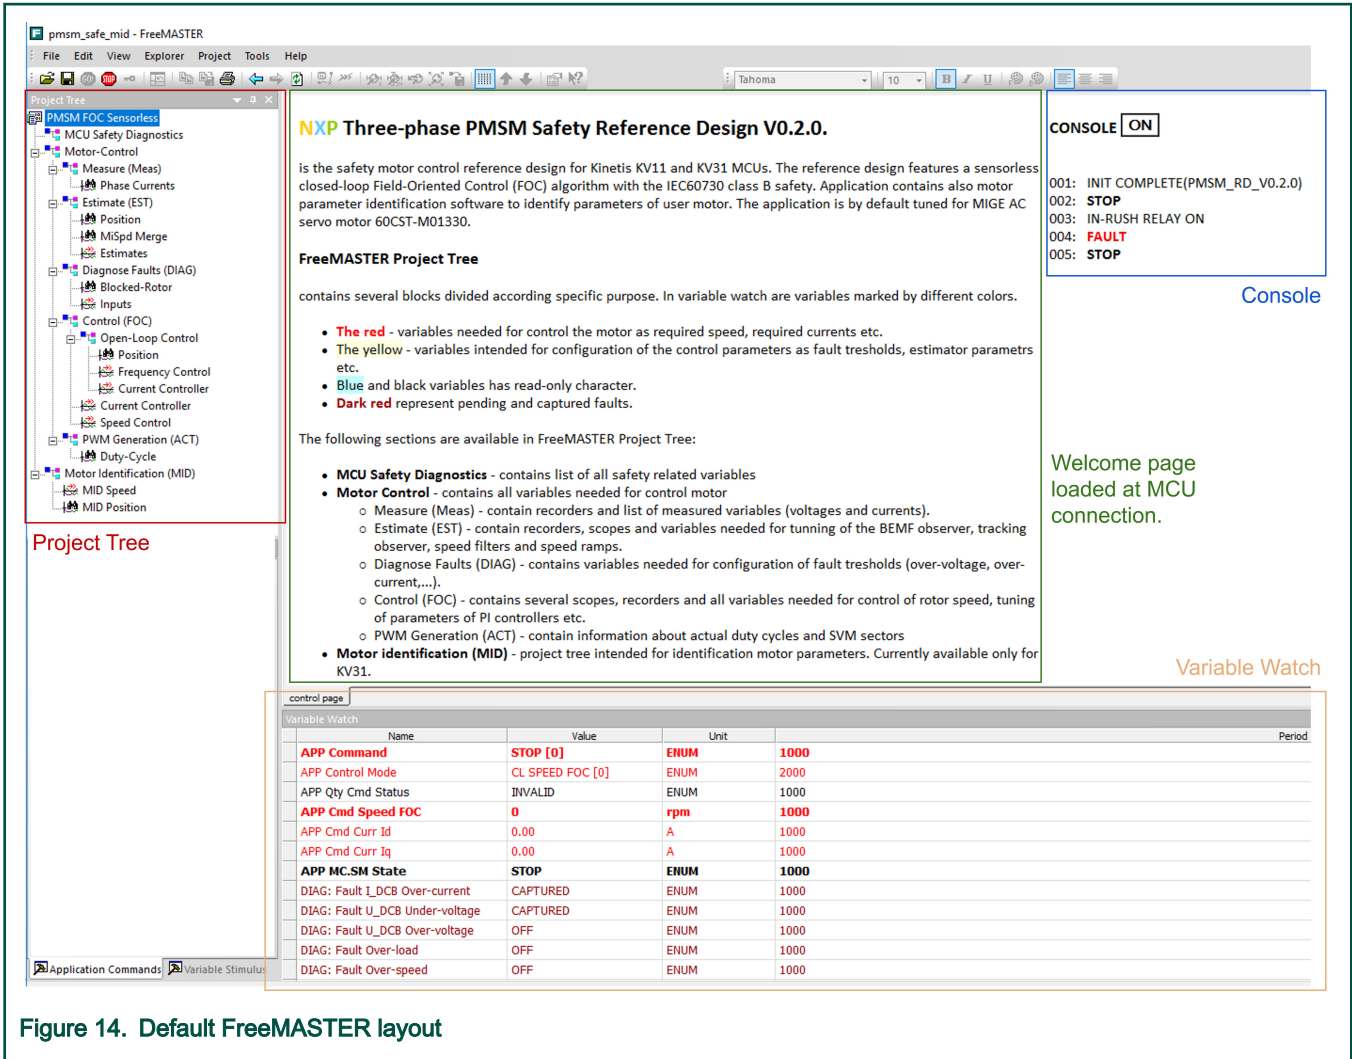 pmsm_safe_mid - FreeMASTER
File Edit View Explorer Project Tools Help
Tahoma 10 B I U
Project Tree
PMSM FOC Sensorless
MCU Safety Diagnostics
Motor-Control
Measure (Meas)
Phase Currents
Estimate (EST)
Position
MiSpd Merge
Estimates
Diagnose Faults (DIAG)
Blocked-Rotor
Inputs
Control (FOC)
Open-Loop Control
Position
Frequency Control
Current Controller
Current Controller
Speed Control
PWM Generation (ACT)
Duty-Cycle
Motor Identification (MID)
MID Speed
MID Position
Project Tree
NXP Three-phase PMSM Safety Reference Design V0.2.0.
is the safety motor control reference design for Kinetis KV11 and KV31 MCUs. The reference design features a sensorless
closed-loop Field-Oriented Control (FOC) algorithm with the IEC60730 class B safety. Application contains also motor
parameter identification software to identify parameters of user motor. The application is by default tuned for MIGE AC
servo motor 60CST-M01330.
FreeMASTER Project Tree
contains several blocks divided according specific purpose. In variable watch are variables marked by different colors.
• The red - variables needed for control the motor as required speed, required currents etc.
• The yellow - variables intended for configuration of the control parameters as fault tresholds, estimator parametrs
etc.
• Blue and black variables has read-only character.
• Dark red represent pending and captured faults.
The following sections are available in FreeMASTER Project Tree:
• MCU Safety Diagnostics - contains list of all safety related variables
• Motor Control - contains all variables needed for control motor
○ Measure (Meas) - contain recorders and list of measured variables (voltages and currents).
○ Estimate (EST) - contain recorders, scopes and variables needed for tunning of the BEMF observer, tracking
observer, speed filters and speed ramps.
○ Diagnose Faults (DIAG) - contains variables needed for configuration of fault tresholds (over-voltage, over-
current,...).
○ Control (FOC) - contains several scopes, recorders and all variables needed for control of rotor speed, tuning
of parameters of PI controllers etc.
○ PWM Generation (ACT) - contain information about actual duty cycles and SVM sectors
• Motor identification (MID) - project tree intended for identification motor parameters. Currently available only for
KV31.
CONSOLE ON
001: INIT COMPLETE(PMSM_RD_V0.2.0)
002: STOP
003: IN-RUSH RELAY ON
004: FAULT
005: STOP
Console
Welcome page
loaded at MCU
connection.
Variable Watch
control page
Variable Watch
Name Value Unit Period
APP Command STOP [0] ENUM 1000
APP Control Mode CL SPEED FOC [0] ENUM 2000
APP Qty Cmd Status INVALID ENUM 1000
APP Cmd Speed FOC 0 rpm 1000
APP Cmd Curr Id 0.00 A 1000
APP Cmd Curr Iq 0.00 A 1000
APP MC.SM State STOP ENUM 1000
DIAG: Fault I_DCB Over-current CAPTURED ENUM 1000
DIAG: Fault U_DCB Under-voltage CAPTURED ENUM 1000
DIAG: Fault U_DCB Over-voltage OFF ENUM 1000
DIAG: Fault Over-load OFF ENUM 1000
DIAG: Fault Over-speed OFF ENUM 1000
Application Commands Variable Stimulus
Figure 14. Default FreeMASTER layout